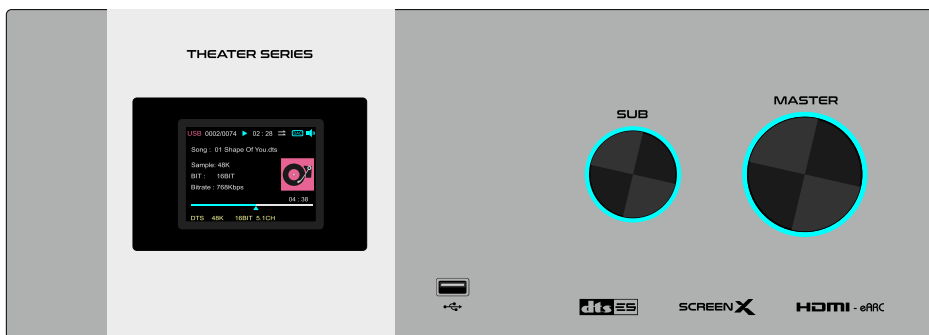 THEATER SERIES
USB 0002/0074 02 : 28
Song : 01 Shape Of You.dts
Sample: 48K
BIT : 16BIT
Bitrate : 768Kbps
04 : 38
DTS 48K 16BIT 5.1CH
SUB
MASTER
dts ES
SCREEN X
HDMI - eARC